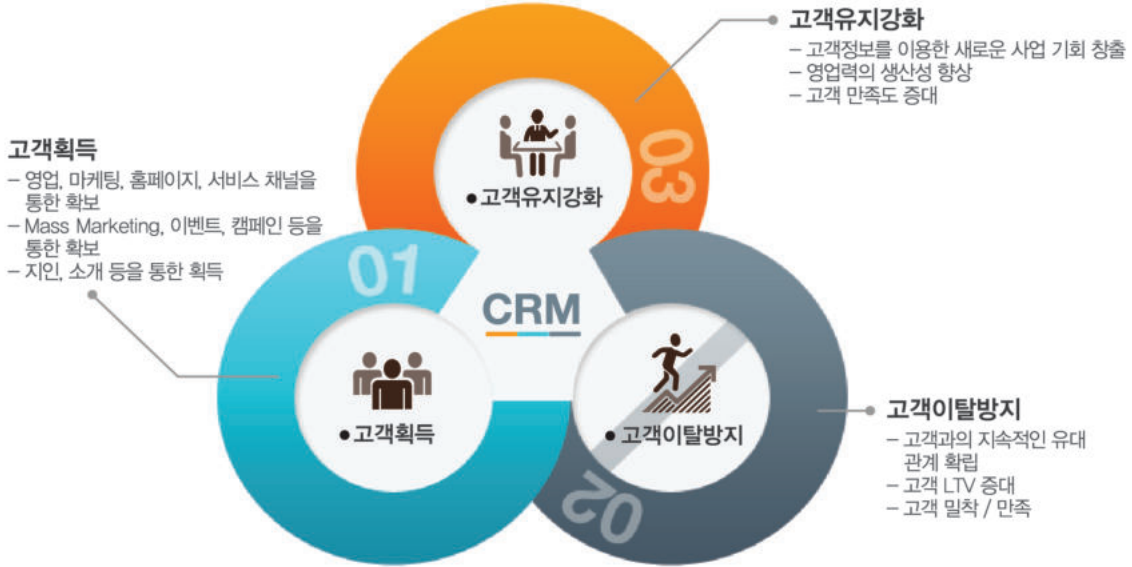 고객유지강화
– 고객정보를 이용한 새로운 사업 기회 창출
– 영업력의 생산성 향상
– 고객 만족도 증대
03
● 고객유지강화
고객획득
– 영업, 마케팅, 홈페이지, 서비스 채널을
통한 확보
– Mass Marketing, 이벤트, 캠페인 등을
통한 확보
– 지인, 소개 등을 통한 획득
01
CRM
● 고객획득
● 고객이탈방지
02
고객이탈방지
– 고객과의 지속적인 유대
관계 확립
– 고객 LTV 증대
– 고객 밀착 / 만족